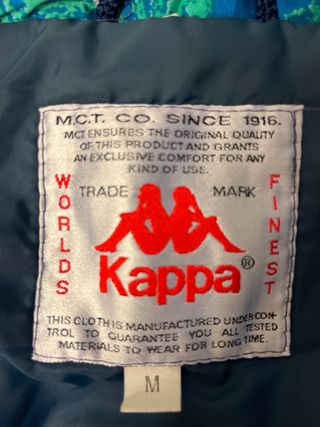 M.C.T. CO. SINCE 1916.
MCT ENSURES THE ORIGINAL QUALITY
OF THIS PRODUCT AND GRANTS
AN EXCLUSIVE COMFORT FOR ANY
KIND OF USE.
TRADE MARK
WORLDS
FINEST
Kappa®
THIS CLOTH IS MANUFACTURED UNDER CON-
TROL TO GUARANTEE YOU ALL TESTED
MATERIALS TO WEAR FOR LONG TIME.
M